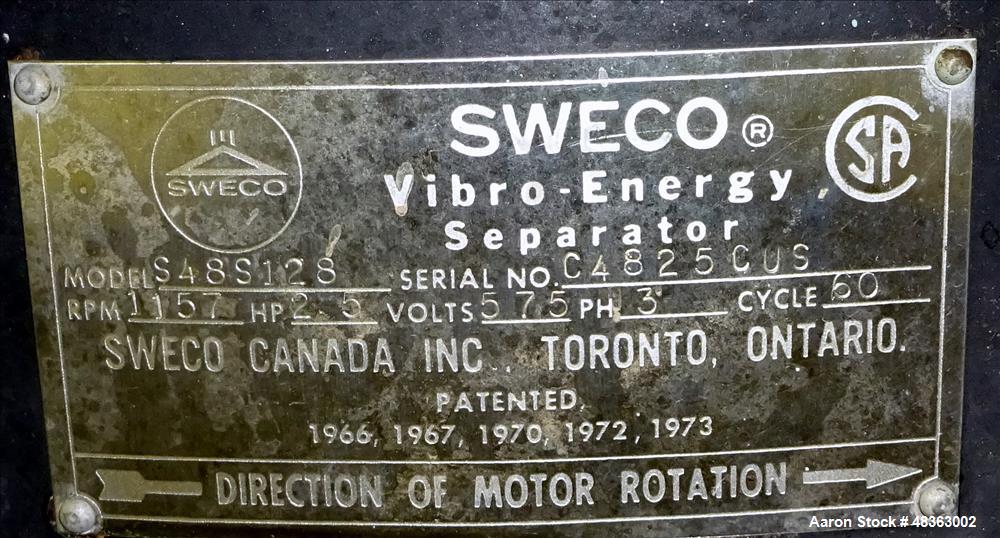 SWECO
SWECO ®
SA
Vibro-Energy
Separator
MODEL S48S128 SERIAL NO. C4825CUS
RPM 1157 HP 2.5 VOLTS 575 PH 3 CYCLE 60
SWECO CANADA INC., TORONTO, ONTARIO.
PATENTED,
1966, 1967, 1970, 1972, 1973
DIRECTION OF MOTOR ROTATION
Aaron Stock # 48363002